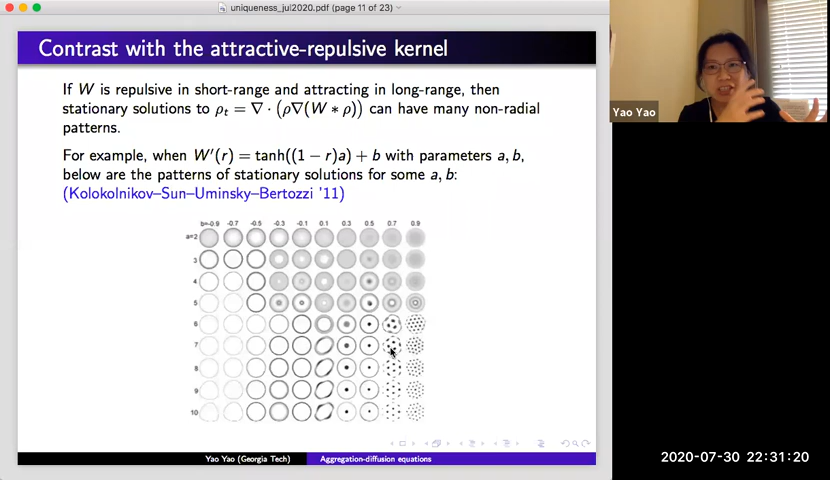 uniqueness_jul2020.pdf (page 11 of 23)
Contrast with the attractive-repulsive kernel
If W is repulsive in short-range and attracting in long-range, then
stationary solutions to ρt = ∇ · (ρ∇(W ∗ ρ)) can have many non-radial
patterns.
For example, when W′(r) = tanh((1 − r)a) + b with parameters a, b,
below are the patterns of stationary solutions for some a, b:
(Kolokolnikov–Sun–Uminsky–Bertozzi '11)
b=-0.9 -0.7 -0.5 -0.3 -0.1 0.1 0.3 0.5 0.7 0.9
a=2
3
4
5
6
7
8
9
10
Yao Yao (Georgia Tech) Aggregation-diffusion equations
Yao Yao
2020-07-30 22:31:20